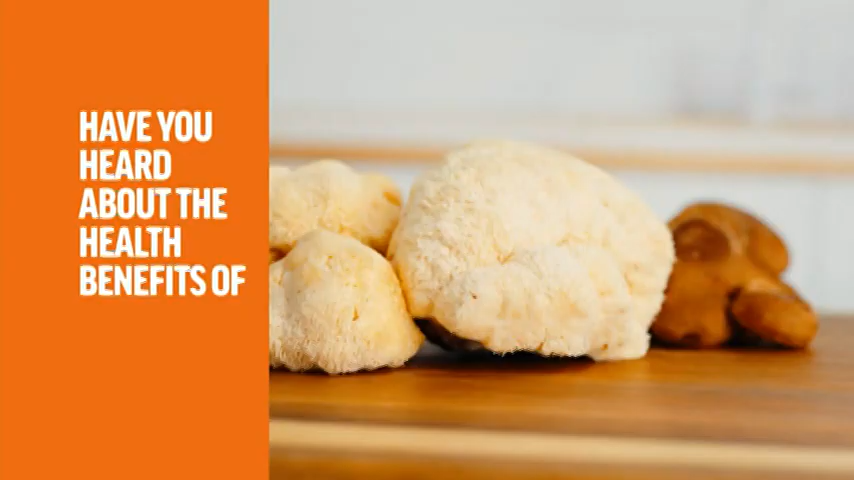 HAVE YOU
HEARD
ABOUT THE
HEALTH
BENEFITS OF